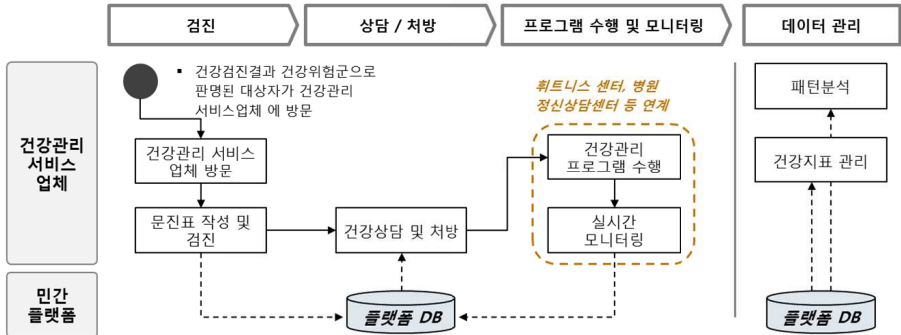 검진
상담 / 처방
프로그램 수행 및 모니터링
데이터 관리
건강관리
서비스
업체
▪ 건강검진결과 건강위험군으로
판명된 대상자가 건강관리
서비스업체 에 방문
건강관리 서비스
업체 방문
문진표 작성 및
검진
건강상담 및 처방
휘트니스 센터, 병원
정신상담센터 등 연계
건강관리
프로그램 수행
실시간
모니터링
패턴분석
건강지표 관리
민간
플랫폼
플랫폼 DB
플랫폼 DB